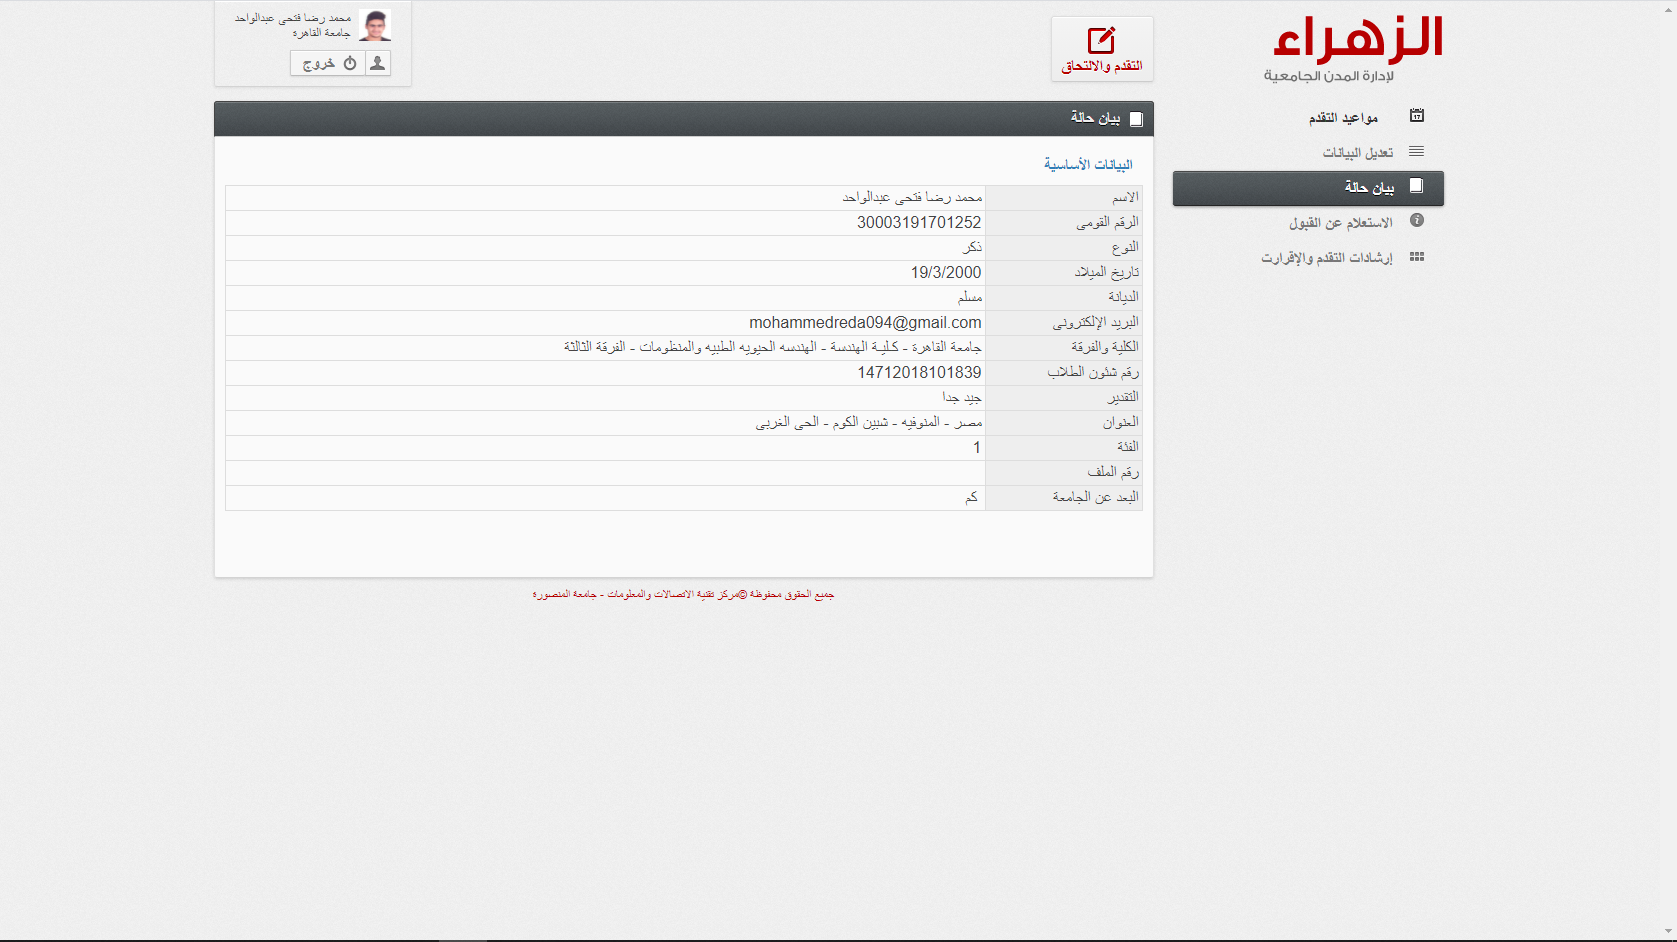 الزهراء
لإدارة المدن الجامعية
مواعيد التقدم
تعديل البيانات
بيان حالة
الاستعلام عن القبول
إرشادات التقدم والإقرارت
التقدم والالتحاق
محمد رضا فتحى عبدالواحد
جامعة القاهرة
خروج
بيان حالة
البيانات الأساسية
الاسم محمد رضا فتحى عبدالواحد
الرقم القومى 30003191701252
النوع ذكر
تاريخ الميلاد 19/3/2000
الديانة مسلم
البريد الإلكترونى mohammedreda094@gmail.com
الكلية والفرقة جامعة القاهرة - كلية الهندسة - الهندسه الحيويه الطبيه والمنظومات - الفرقة الثالثة
رقم شئون الطلاب 14712018101839
التقدير جيد جدا
العنوان مصر - المنوفيه - شبين الكوم - الحى الغربى
الفئة 1
رقم الملف
البعد عن الجامعة كم
جميع الحقوق محفوظة ©مركز تقنية الاتصالات والمعلومات - جامعة المنصورة